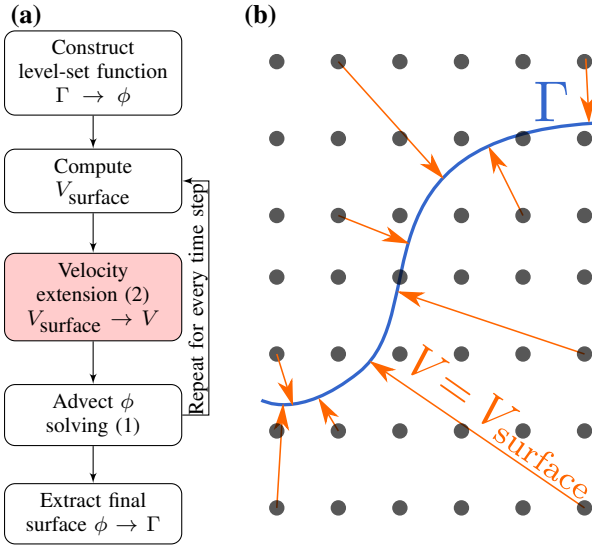 (a)
Construct
level-set function
Γ → ϕ
Compute
V_surface
Velocity
extension (2)
V_surface → V
Advect ϕ
solving (1)
Extract final
surface ϕ → Γ
Repeat for every time step
(b)
Γ
V = V_surface